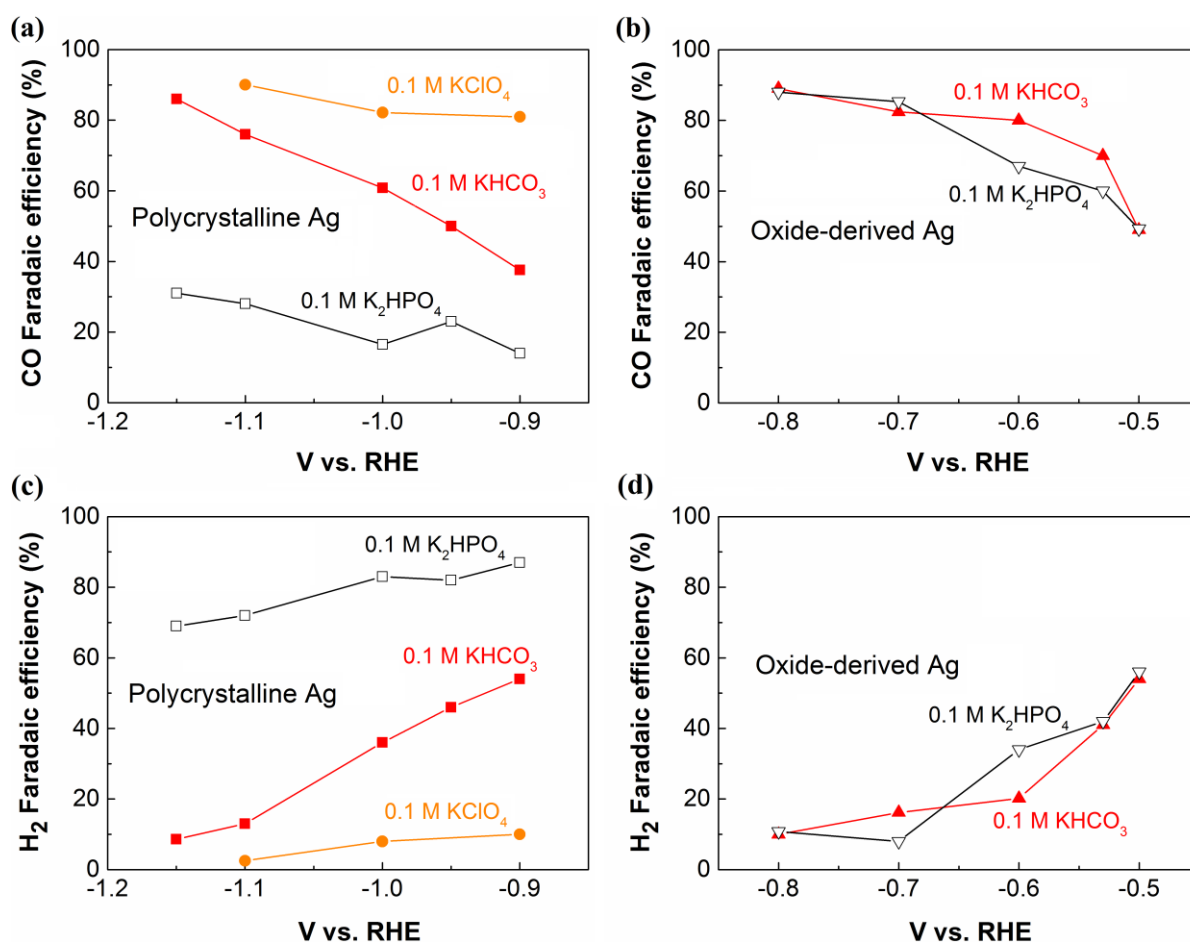 (a)
CO Faradaic efficiency (%)
100
80
60
40
20
0
0.1 M KClO₄
0.1 M KHCO₃
Polycrystalline Ag
0.1 M K₂HPO₄
-1.2
-1.1
-1.0
-0.9
V vs. RHE
(b)
CO Faradaic efficiency (%)
100
80
60
40
20
0
0.1 M KHCO₃
0.1 M K₂HPO₄
Oxide-derived Ag
-0.8
-0.7
-0.6
-0.5
V vs. RHE
(c)
H₂ Faradaic efficiency (%)
100
80
60
40
20
0
0.1 M K₂HPO₄
0.1 M KHCO₃
Polycrystalline Ag
0.1 M KClO₄
-1.2
-1.1
-1.0
-0.9
V vs. RHE
(d)
H₂ Faradaic efficiency (%)
100
80
60
40
20
0
Oxide-derived Ag
0.1 M K₂HPO₄
0.1 M KHCO₃
-0.8
-0.7
-0.6
-0.5
V vs. RHE